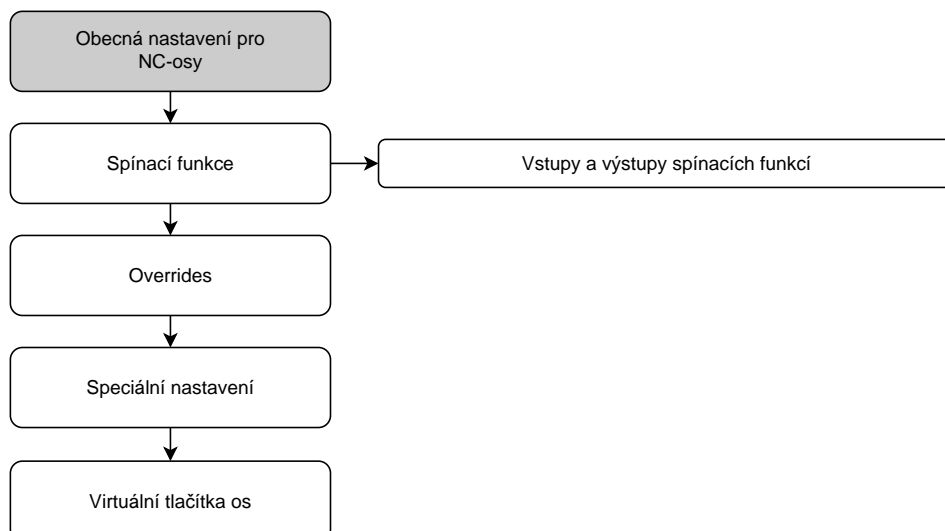 Obecná nastavení pro
NC-osy
Spínací funkce
Vstupy a výstupy spínacích funkcí
Overrides
Speciální nastavení
Virtuální tlačítka os